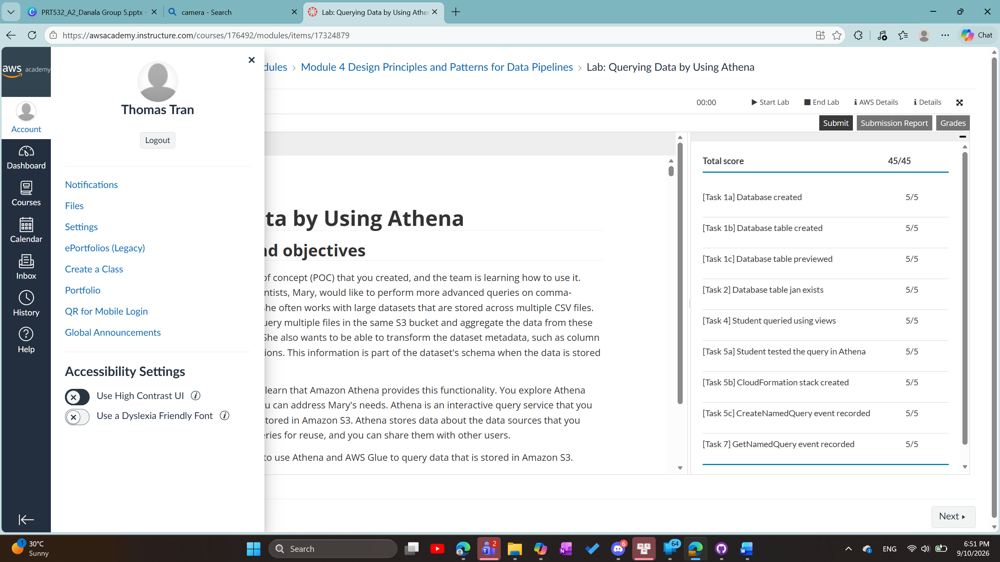 PRT532_A2_Danala Group 5.pptx -
camera - Search
Lab: Querying Data by Using Ather
https://awsacademy.instructure.com/courses/176492/modules/items/17324879
Chat
aws academy
Account
Dashboard
Courses
Calendar
Inbox
History
Help
Thomas Tran
Logout
Notifications
Files
Settings
ePortfolios (Legacy)
Create a Class
Portfolio
QR for Mobile Login
Global Announcements
Accessibility Settings
Use High Contrast UI
Use a Dyslexia Friendly Font
dules > Module 4 Design Principles and Patterns for Data Pipelines > Lab: Querying Data by Using Athena
00:00 Start Lab End Lab AWS Details Details
Submit Submission Report Grades
ta by Using Athena
nd objectives
of concept (POC) that you created, and the team is learning how to use it.
ntists, Mary, would like to perform more advanced queries on comma-
She often works with large datasets that are stored across multiple CSV files.
uery multiple files in the same S3 bucket and aggregate the data from these
She also wants to be able to transform the dataset metadata, such as column
ions. This information is part of the dataset's schema when the data is stored
learn that Amazon Athena provides this functionality. You explore Athena
u can address Mary's needs. Athena is an interactive query service that you
stored in Amazon S3. Athena stores data about the data sources that you
eries for reuse, and you can share them with other users.
to use Athena and AWS Glue to query data that is stored in Amazon S3.
Total score 45/45
[Task 1a] Database created 5/5
[Task 1b] Database table created 5/5
[Task 1c] Database table previewed 5/5
[Task 2] Database table jan exists 5/5
[Task 4] Student queried using views 5/5
[Task 5a] Student tested the query in Athena 5/5
[Task 5b] CloudFormation stack created 5/5
[Task 5c] CreateNamedQuery event recorded 5/5
[Task 7] GetNamedQuery event recorded 5/5
Next
1
30°C
Sunny
Search
2
6
64
ENG
6:51 PM
9/10/2026